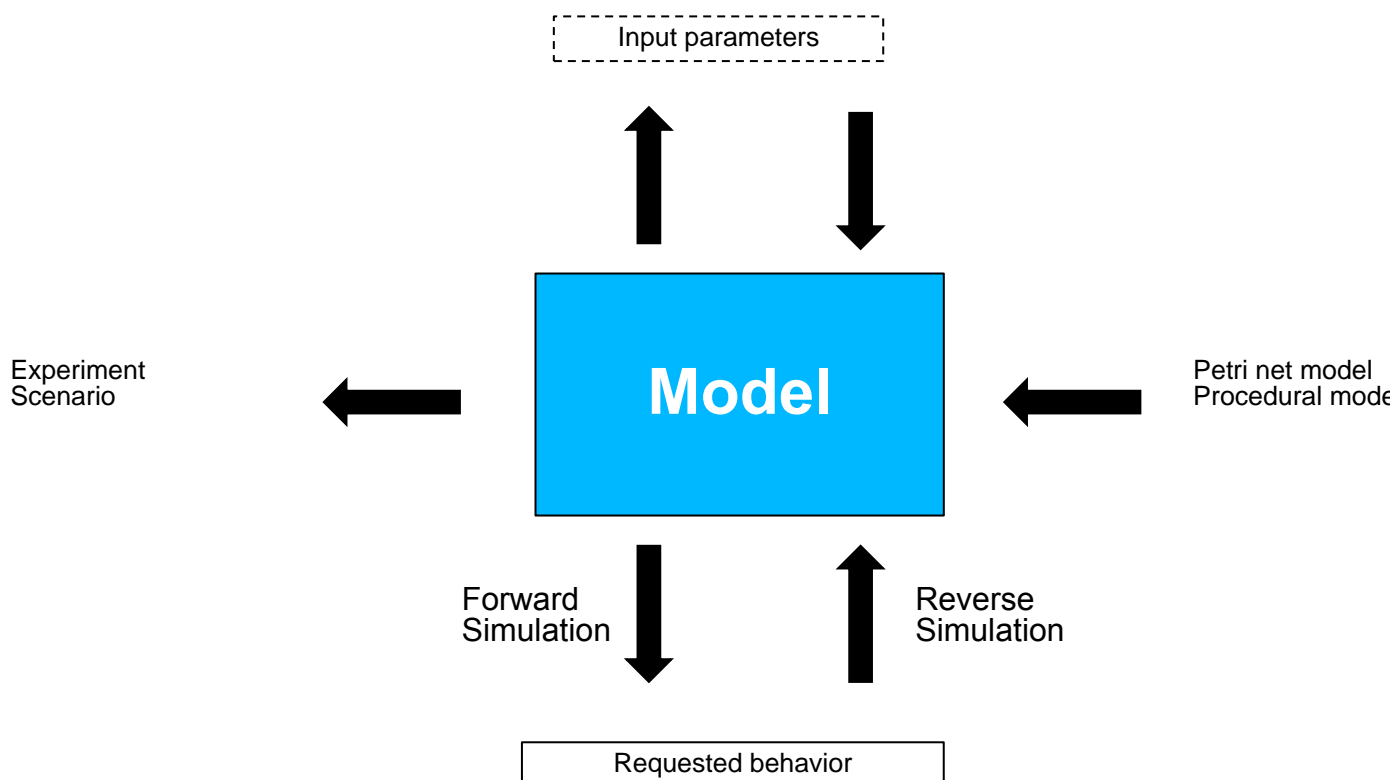 Input parameters
Experiment
Scenario
Model
Petri net model
Procedural mode
Forward
Simulation
Reverse
Simulation
Requested behavior